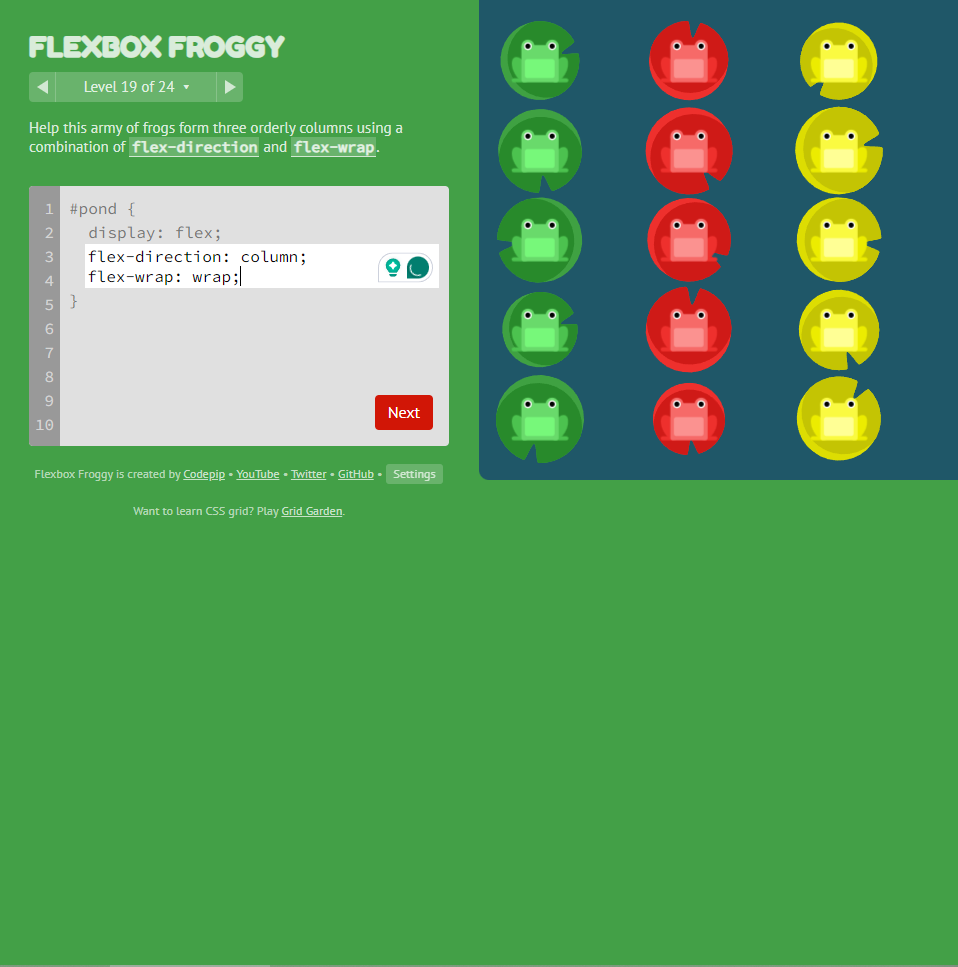 FLEXBOX FROGGY
Level 19 of 24
Help this army of frogs form three orderly columns using a
combination of flex-direction and flex-wrap.
1 #pond {
2 display: flex;
3 flex-direction: column;
4 flex-wrap: wrap;
5 }
6
7
8
9
10
Next
Flexbox Froggy is created by Codepip • YouTube • Twitter • GitHub • Settings
Want to learn CSS grid? Play Grid Garden.